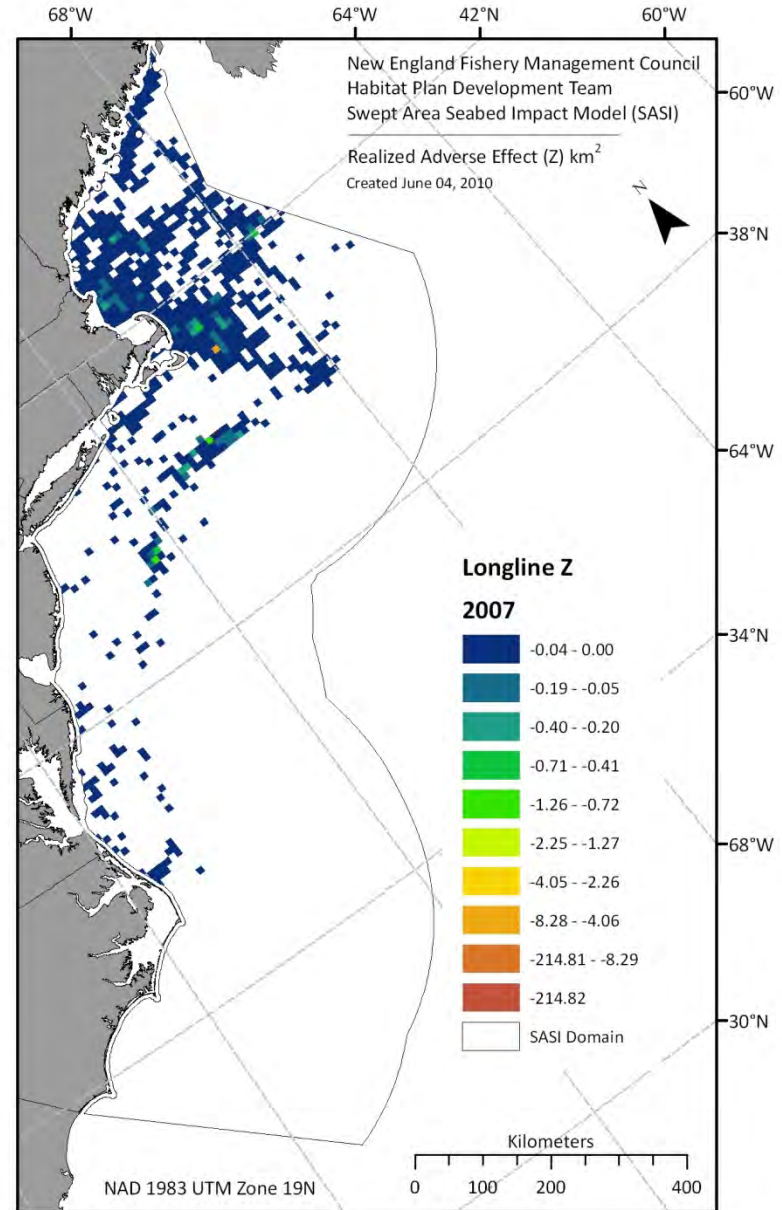 68°W 64°W 42°N 60°W
New England Fishery Management Council
Habitat Plan Development Team
Swept Area Seabed Impact Model (SASI)
Realized Adverse Effect (Z) km²
Created June 04, 2010
N
60°W
38°N
64°W
34°N
68°W
30°N
Longline Z
2007
-0.04 - 0.00
-0.19 - -0.05
-0.40 - -0.20
-0.71 - -0.41
-1.26 - -0.72
-2.25 - -1.27
-4.05 - -2.26
-8.28 - -4.06
-214.81 - -8.29
-214.82
SASI Domain
Kilometers
0 100 200 400
NAD 1983 UTM Zone 19N